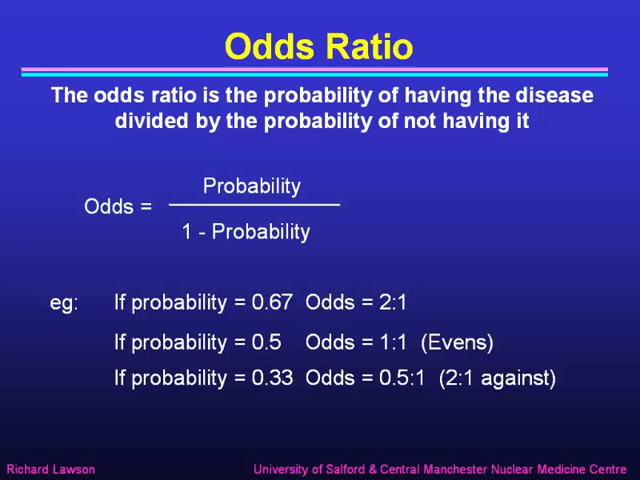 Odds Ratio
The odds ratio is the probability of having the disease
divided by the probability of not having it
Probability
Odds =
1 - Probability
eg: If probability = 0.67 Odds = 2:1
If probability = 0.5 Odds = 1:1 (Evens)
If probability = 0.33 Odds = 0.5:1 (2:1 against)
Richard Lawson University of Salford & Central Manchester Nuclear Medicine Centre